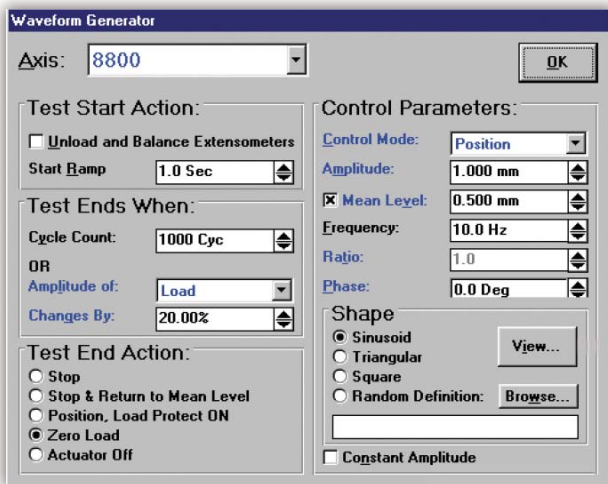 Waveform Generator
Axis: 8800
OK
Test Start Action:
Unload and Balance Extensometers
Start Ramp 1.0 Sec
Test Ends When:
Cycle Count: 1000 Cyc
OR
Amplitude of: Load
Changes By: 20.00%
Test End Action:
Stop
Stop & Return to Mean Level
Position, Load Protect ON
Zero Load
Actuator Off
Control Parameters:
Control Mode: Position
Amplitude: 1.000 mm
Mean Level: 0.500 mm
Frequency: 10.0 Hz
Ratio: 1.0
Phase: 0.0 Deg
Shape
Sinusoid
Triangular
Square
Random Definition:
View...
Browse...
Constant Amplitude